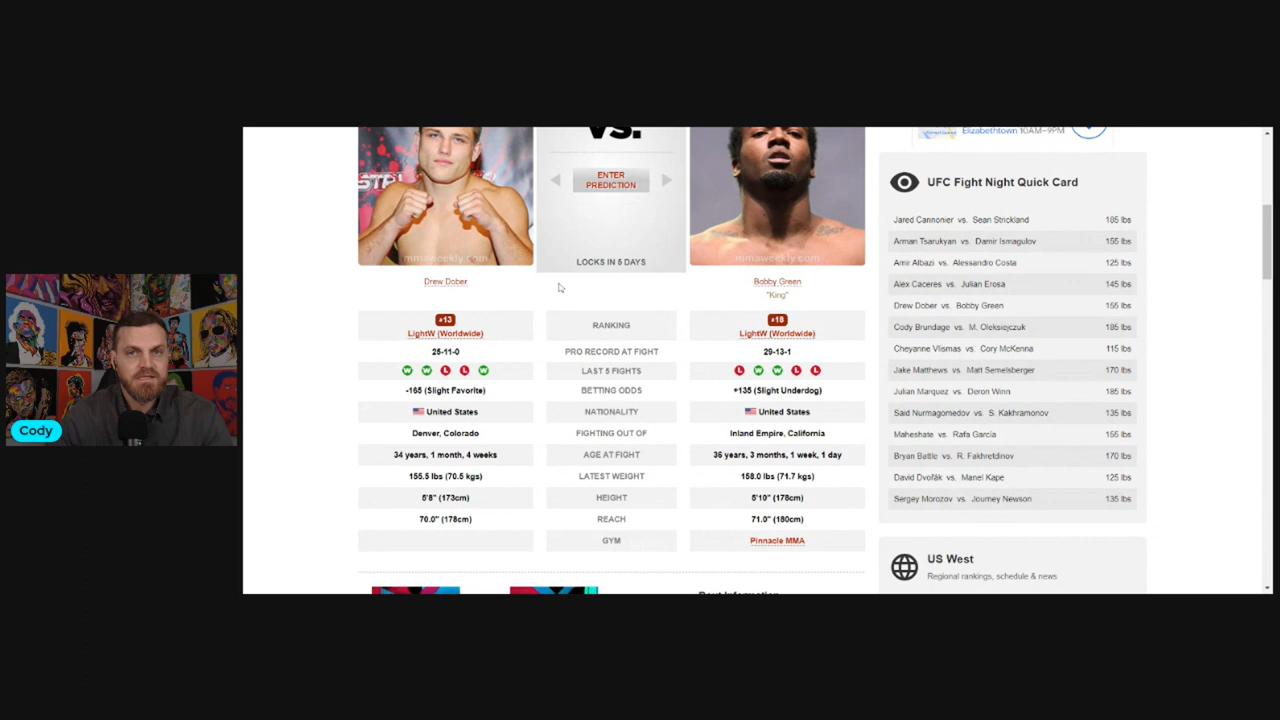 VS.
Elizabethtown 10AM–9PM
ENTER
PREDICTION
LOCKS IN 5 DAYS
mmaweekly.com
mmaweekly.com
Drew Dober
Bobby Green
"King"
#13
LightW (Worldwide)
RANKING
#18
LightW (Worldwide)
25-11-0
PRO RECORD AT FIGHT
29-13-1
W W L L W
LAST 5 FIGHTS
L W W L L
-165 (Slight Favorite)
BETTING ODDS
+135 (Slight Underdog)
United States
NATIONALITY
United States
Denver, Colorado
FIGHTING OUT OF
Inland Empire, California
34 years, 1 month, 4 weeks
AGE AT FIGHT
36 years, 3 months, 1 week, 1 day
155.5 lbs (70.5 kgs)
LATEST WEIGHT
158.0 lbs (71.7 kgs)
5'8" (173cm)
HEIGHT
5'10" (178cm)
70.0" (178cm)
REACH
71.0" (180cm)
GYM
Pinnacle MMA
UFC Fight Night Quick Card
Jared Cannonier vs. Sean Strickland 185 lbs
Arman Tsarukyan vs. Damir Ismagulov 155 lbs
Amir Albazi vs. Alessandro Costa 125 lbs
Alex Caceres vs. Julian Erosa 145 lbs
Drew Dober vs. Bobby Green 155 lbs
Cody Brundage vs. M. Oleksiejczuk 185 lbs
Cheyanne Vlismas vs. Cory McKenna 115 lbs
Jake Matthews vs. Matt Semelsberger 170 lbs
Julian Marquez vs. Deron Winn 185 lbs
Said Nurmagomedov vs. S. Kakhramonov 135 lbs
Maheshate vs. Rafa García 155 lbs
Bryan Battle vs. R. Fakhretdinov 170 lbs
David Dvořák vs. Manel Kape 125 lbs
Sergey Morozov vs. Journey Newson 135 lbs
US West
Regional rankings, schedule & news
Cody